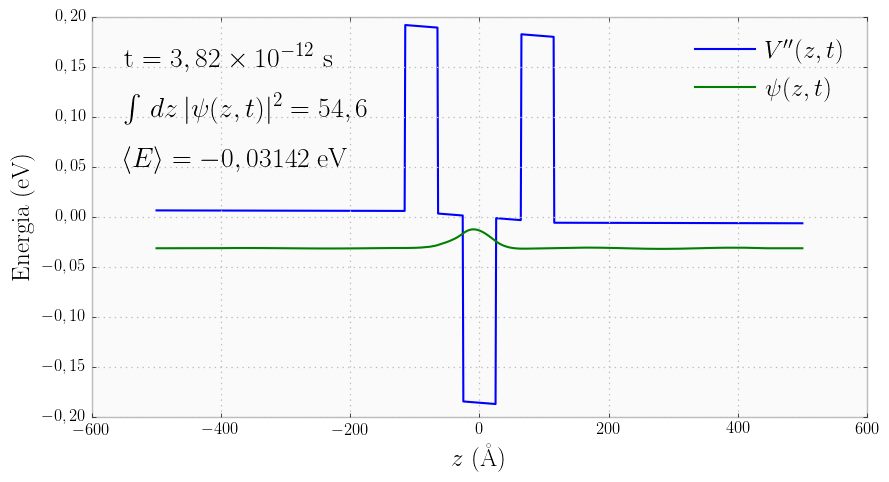 t = 3,82 × 10⁻¹² s
∫ dz |ψ(z, t)|² = 54,6
⟨E⟩ = −0,03142 eV
V′′(z, t)
ψ(z, t)
Energia (eV)
0,20
0,15
0,10
0,05
0,00
−0,05
−0,10
−0,15
−0,20
−600 −400 −200 0 200 400 600
z (Å)